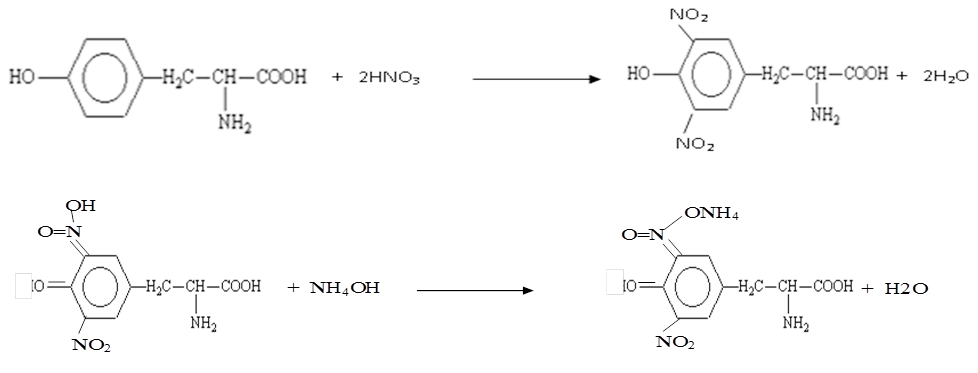 HO H₂C CH COOH + 2HNO₃
NH₂
NO₂
HO H₂C CH COOH + 2H₂O
NH₂
NO₂
OH
O=N
O H₂C CH COOH + NH₄OH
NH₂
NO₂
ONH₄
O=N
O H₂C CH COOH + H2O
NH₂
NO₂